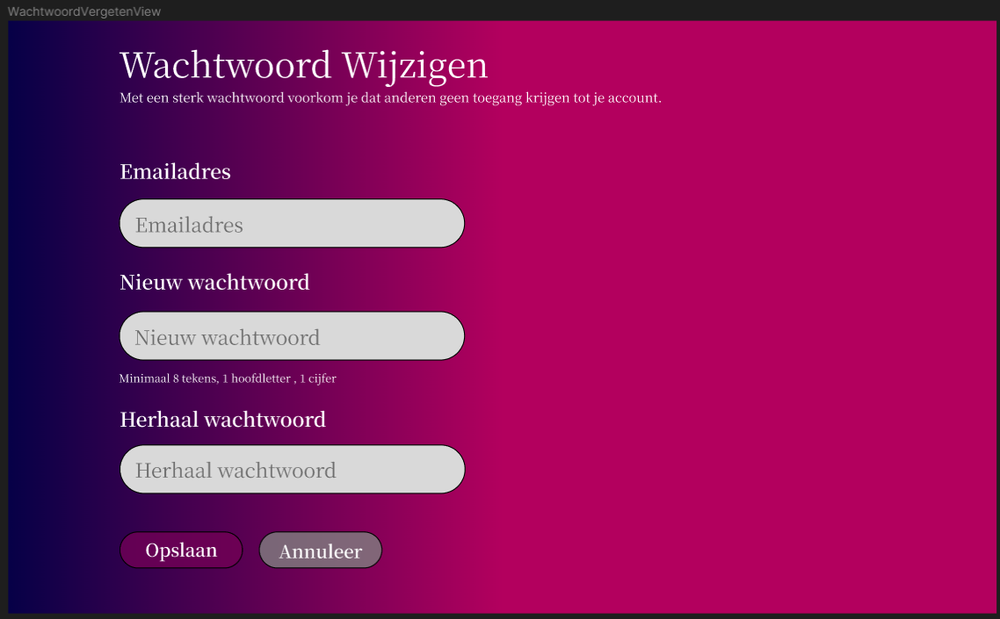 WachtwoordVergetenView
Wachtwoord Wijzigen
Met een sterk wachtwoord voorkom je dat anderen geen toegang krijgen tot je account.
Emailadres
Emailadres
Nieuw wachtwoord
Nieuw wachtwoord
Minimaal 8 tekens, 1 hoofdletter , 1 cijfer
Herhaal wachtwoord
Herhaal wachtwoord
Opslaan Annuleer